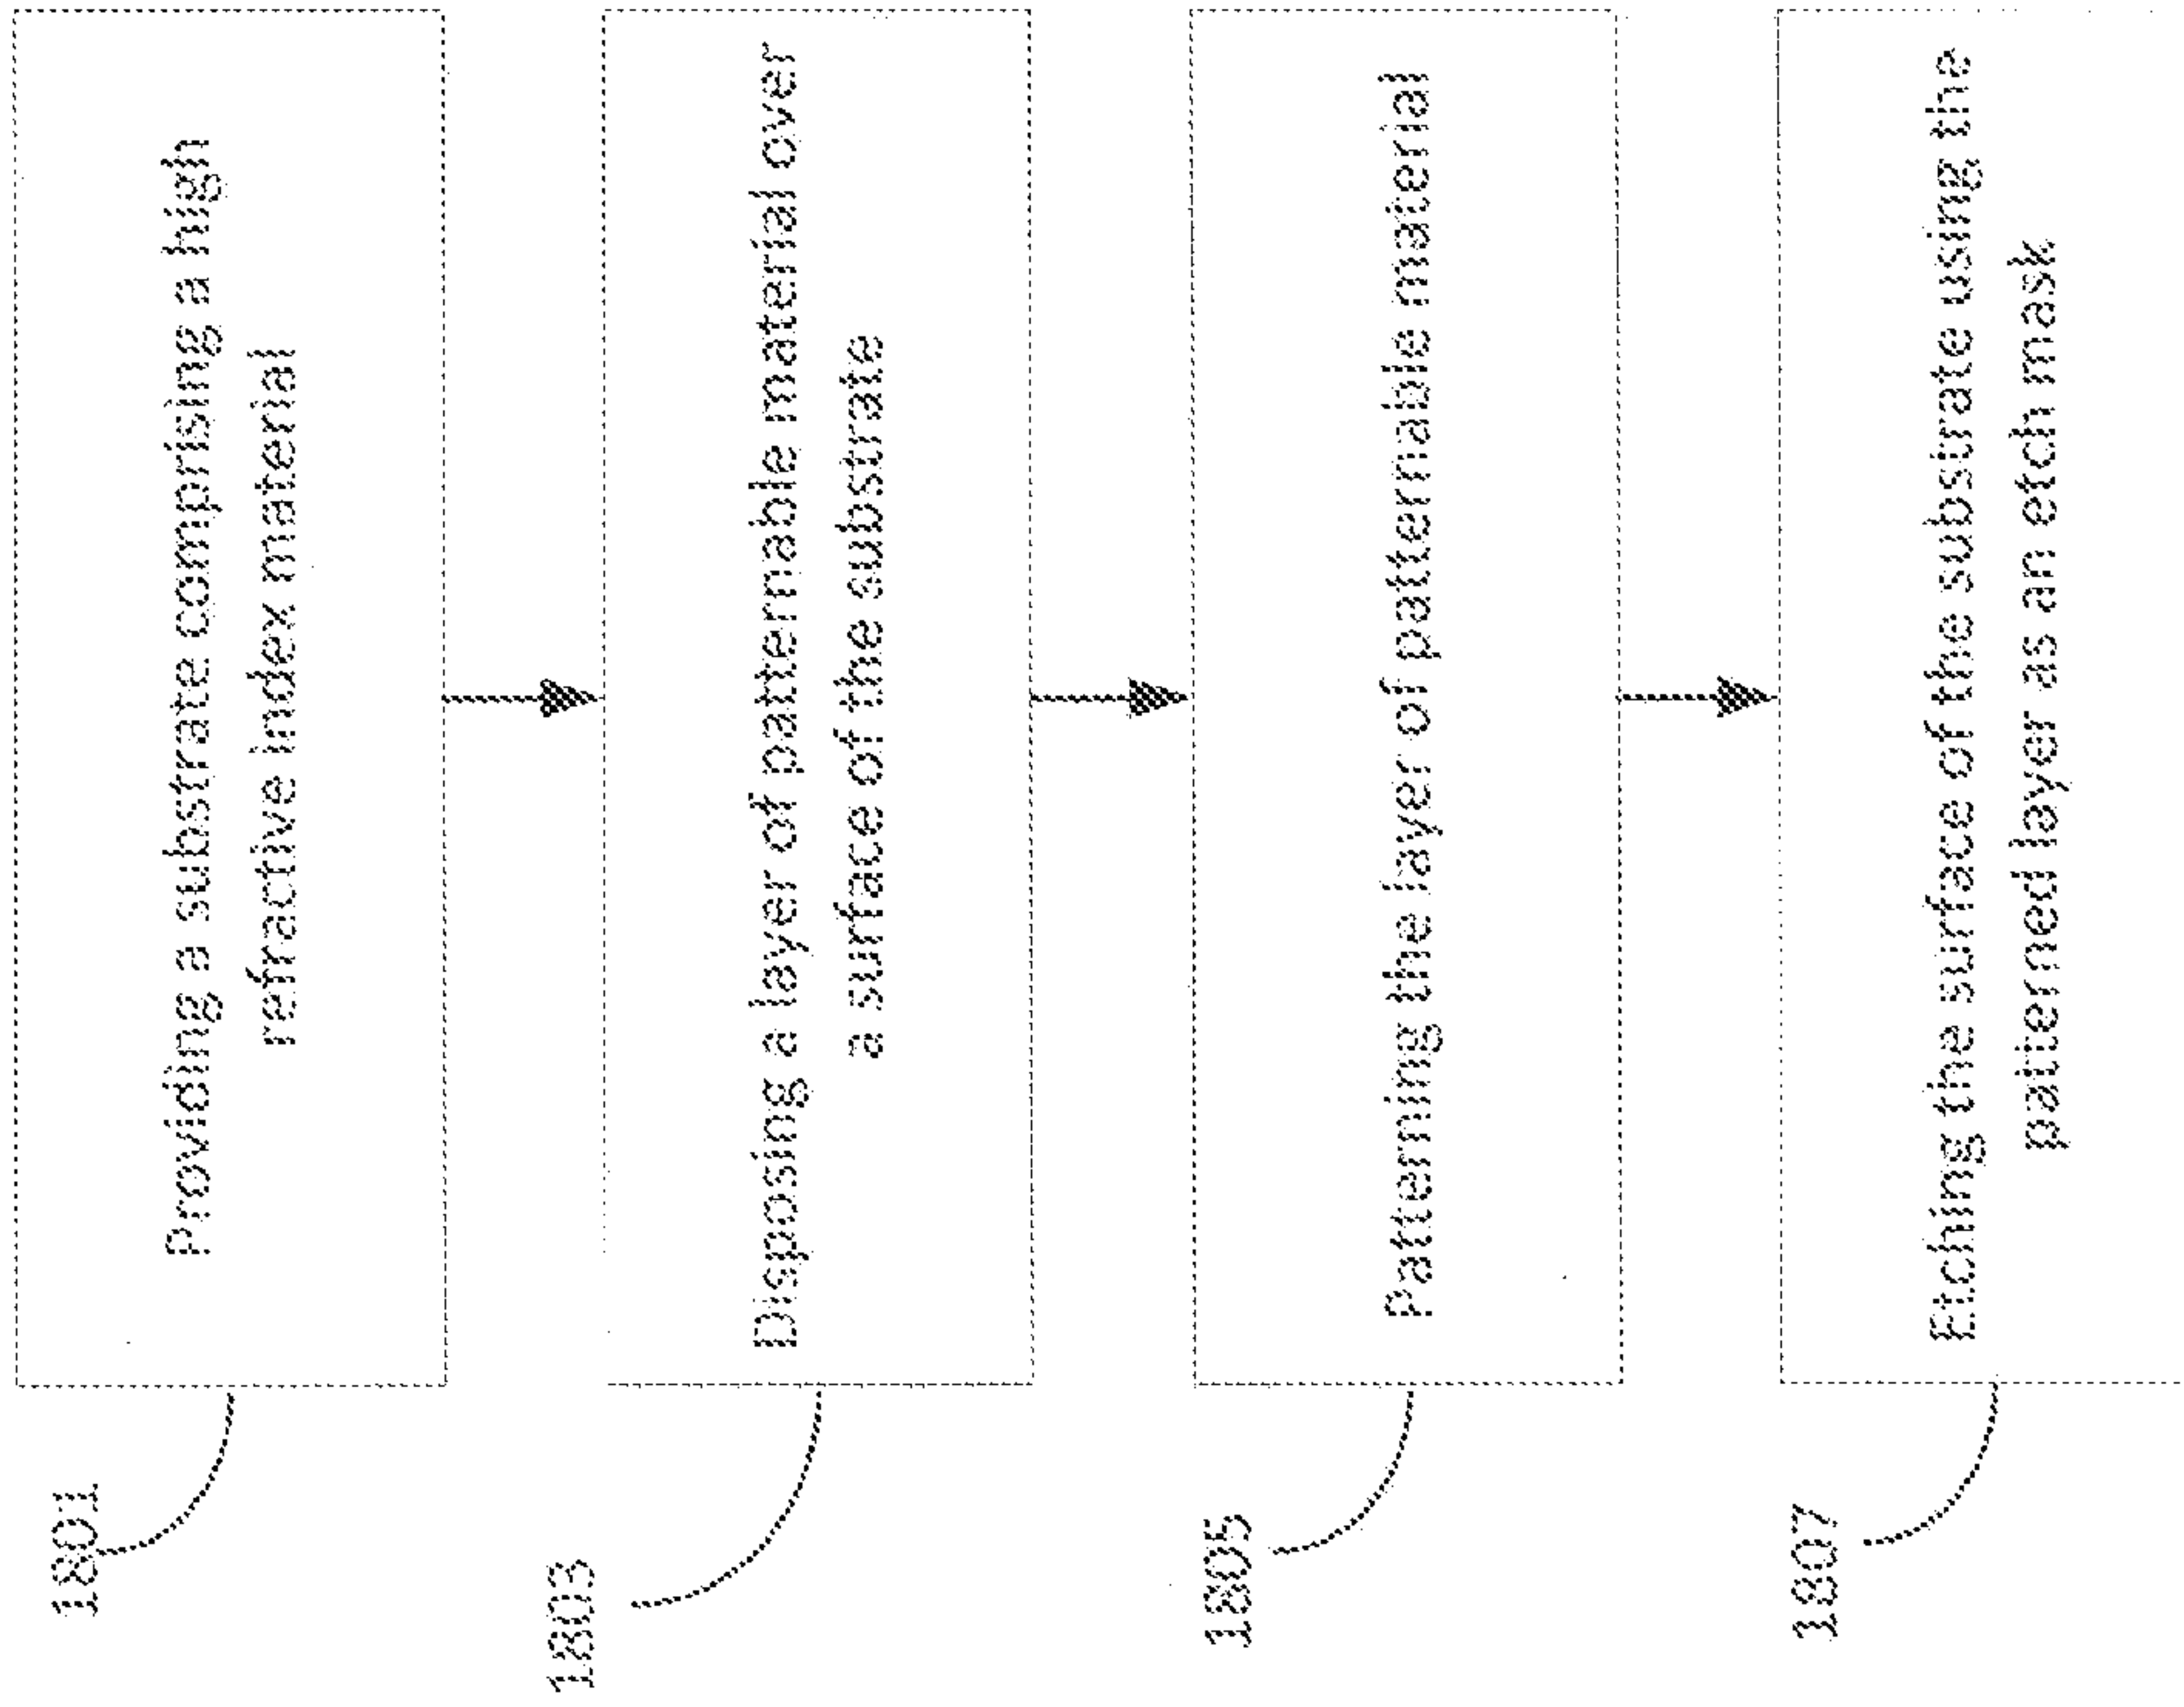 1801
Providing a substrate comprising a high
refractive index material
1803
Disposing a layer of patternable material over
a surface of the substrate
1805
Patterning the layer of patternable material
1807
Etching the surface of the substrate using the
patterned layer as an etch mask